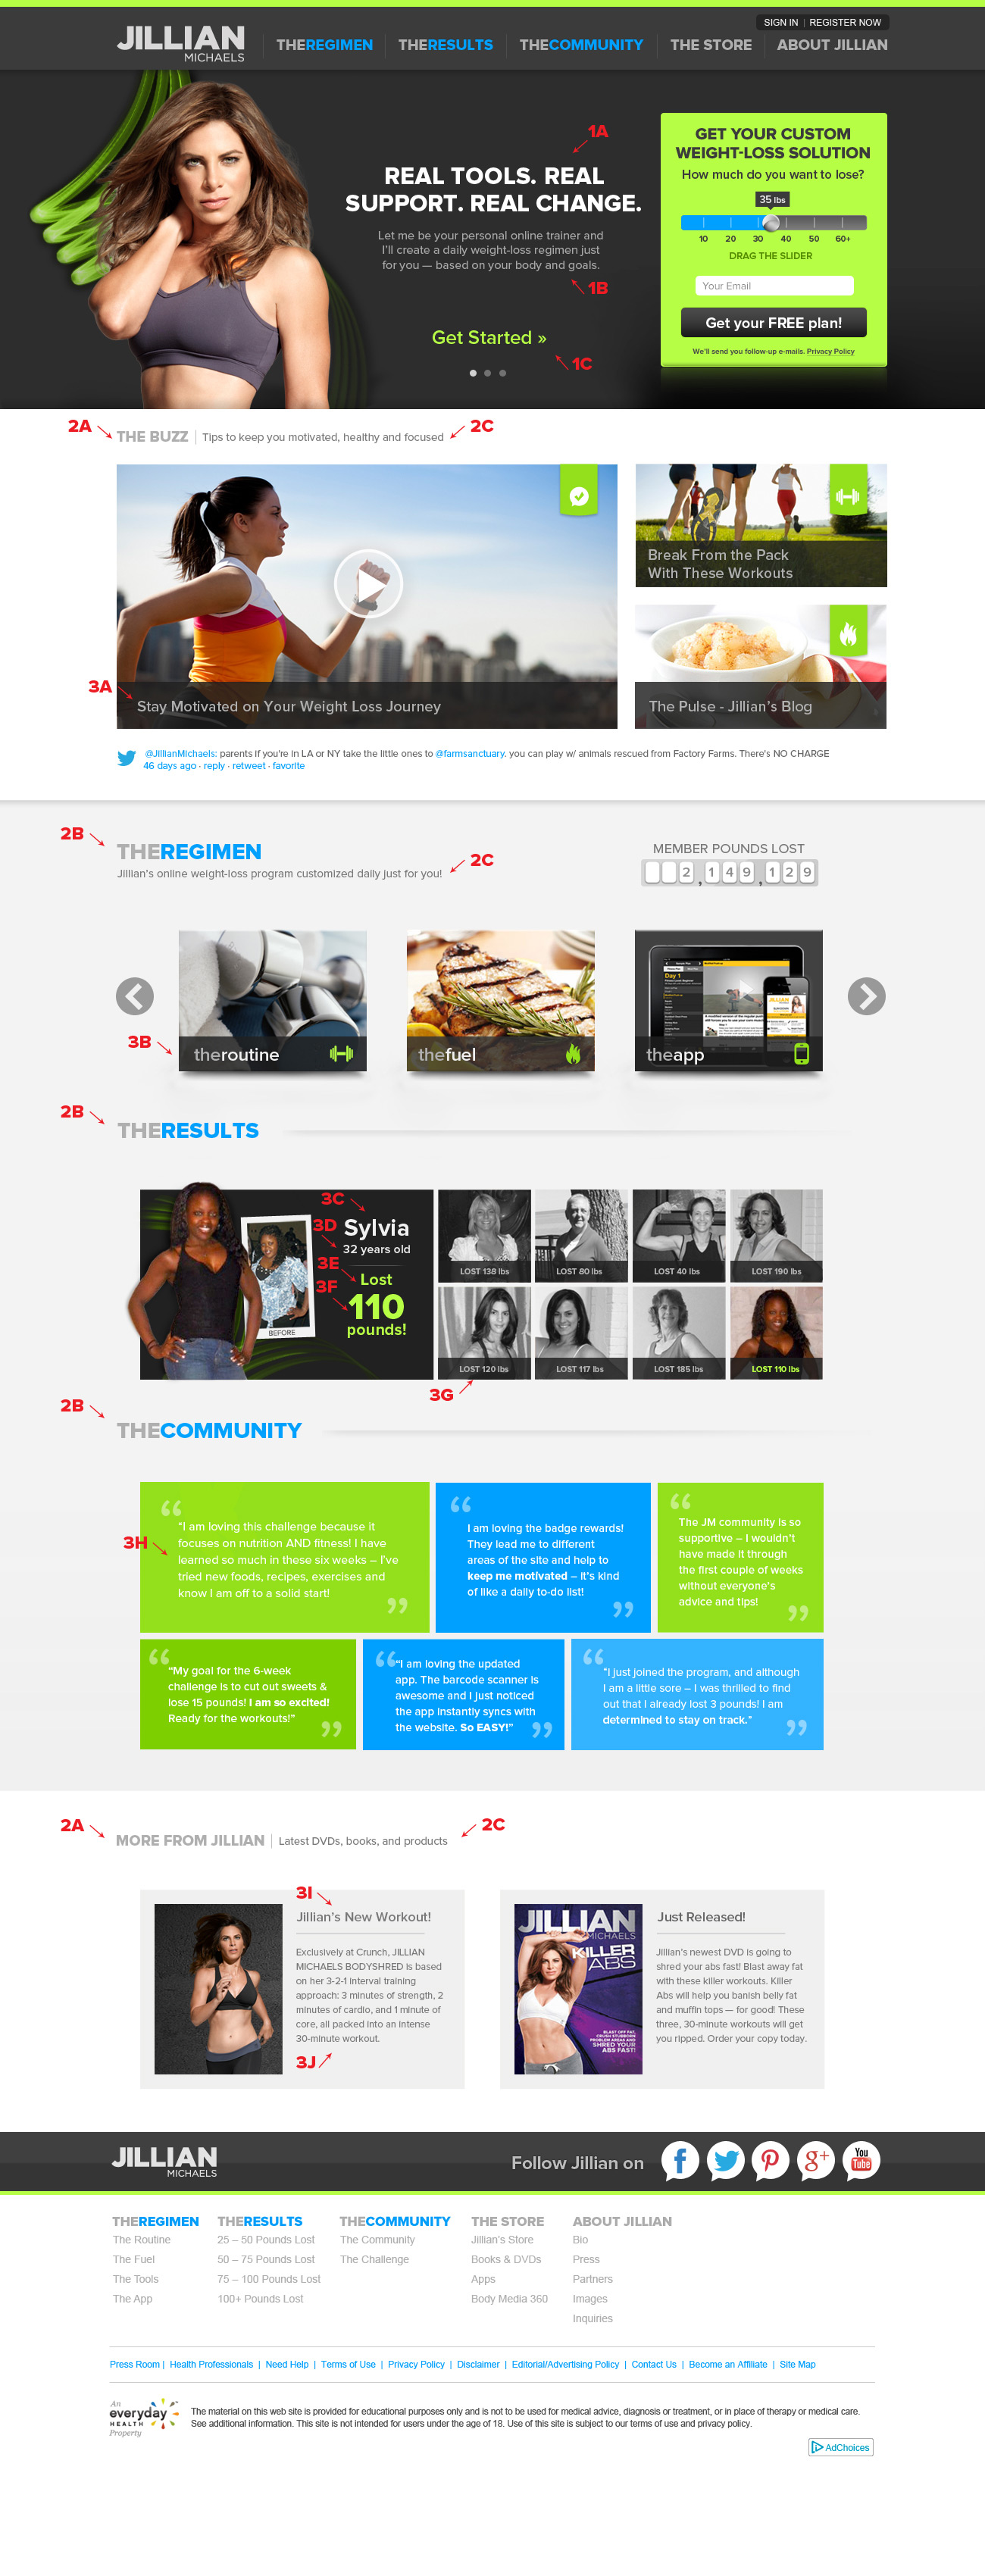 SIGN IN | REGISTER NOW
JILLIAN
MICHAELS
THEREGIMEN
THERESULTS
THECOMMUNITY
THE STORE
ABOUT JILLIAN
1A
REAL TOOLS. REAL
SUPPORT. REAL CHANGE.
Let me be your personal online trainer and
I'll create a daily weight-loss regimen just
for you — based on your body and goals.
1B
Get Started »
1C
GET YOUR CUSTOM
WEIGHT-LOSS SOLUTION
How much do you want to lose?
35 lbs
10 20 30 40 50 60+
DRAG THE SLIDER
Your Email
Get your FREE plan!
We'll send you follow-up e-mails. Privacy Policy
2A
THE BUZZ | Tips to keep you motivated, healthy and focused
2C
Break From the Pack
With These Workouts
3A
Stay Motivated on Your Weight Loss Journey
The Pulse - Jillian's Blog
@JillianMichaels: parents if you're in LA or NY take the little ones to @farmsanctuary. you can play w/ animals rescued from Factory Farms. There's NO CHARGE
46 days ago · reply · retweet · favorite
2B
THEREGIMEN
2C
Jillian's online weight-loss program customized daily just for you!
MEMBER POUNDS LOST
2,149,129
3B
theroutine
thefuel
Day 1
theapp
2B
THERESULTS
3C
Sylvia
3D
32 years old
3E
Lost
3F
110
pounds!
BEFORE
LOST 138 lbs
LOST 80 lbs
LOST 40 lbs
LOST 190 lbs
LOST 120 lbs
LOST 117 lbs
LOST 185 lbs
LOST 110 lbs
3G
2B
THECOMMUNITY
3H
“I am loving this challenge because it
focuses on nutrition AND fitness! I have
learned so much in these six weeks – I've
tried new foods, recipes, exercises and
know I am off to a solid start!
I am loving the badge rewards!
They lead me to different
areas of the site and help to
keep me motivated – it's kind
of like a daily to-do list!
The JM community is so
supportive – I wouldn't
have made it through
the first couple of weeks
without everyone's
advice and tips!
“My goal for the 6-week
challenge is to cut out sweets &
lose 15 pounds! I am so excited!
Ready for the workouts!”
“I am loving the updated
app. The barcode scanner is
awesome and I just noticed
the app instantly syncs with
the website. So EASY!”
"I just joined the program, and although
I am a little sore – I was thrilled to find
out that I already lost 3 pounds! I am
determined to stay on track."
2A
MORE FROM JILLIAN | Latest DVDs, books, and products
2C
3I
Jillian's New Workout!
Exclusively at Crunch, JILLIAN
MICHAELS BODYSHRED is based
on her 3-2-1 interval training
approach: 3 minutes of strength, 2
minutes of cardio, and 1 minute of
core, all packed into an intense
30-minute workout.
3J
JILLIAN
MICHAELS
KILLER
ABS
BLAST OFF FAT,
CRUSH STUBBORN
PROBLEM AREAS AND
SHRED YOUR
ABS FAST!
Just Released!
Jillian's newest DVD is going to
shred your abs fast! Blast away fat
with these killer workouts. Killer
Abs will help you banish belly fat
and muffin tops — for good! These
three, 30-minute workouts will get
you ripped. Order your copy today.
JILLIAN
MICHAELS
Follow Jillian on
You
Tube
THEREGIMEN
The Routine
The Fuel
The Tools
The App
THERESULTS
25 – 50 Pounds Lost
50 – 75 Pounds Lost
75 – 100 Pounds Lost
100+ Pounds Lost
THECOMMUNITY
The Community
The Challenge
THE STORE
Jillian's Store
Books & DVDs
Apps
Body Media 360
ABOUT JILLIAN
Bio
Press
Partners
Images
Inquiries
Press Room | Health Professionals | Need Help | Terms of Use | Privacy Policy | Disclaimer | Editorial/Advertising Policy | Contact Us | Become an Affiliate | Site Map
An
everyday
HEALTH
Property
The material on this web site is provided for educational purposes only and is not to be used for medical advice, diagnosis or treatment, or in place of therapy or medical care.
See additional information. This site is not intended for users under the age of 18. Use of this site is subject to our terms of use and privacy policy.
AdChoices